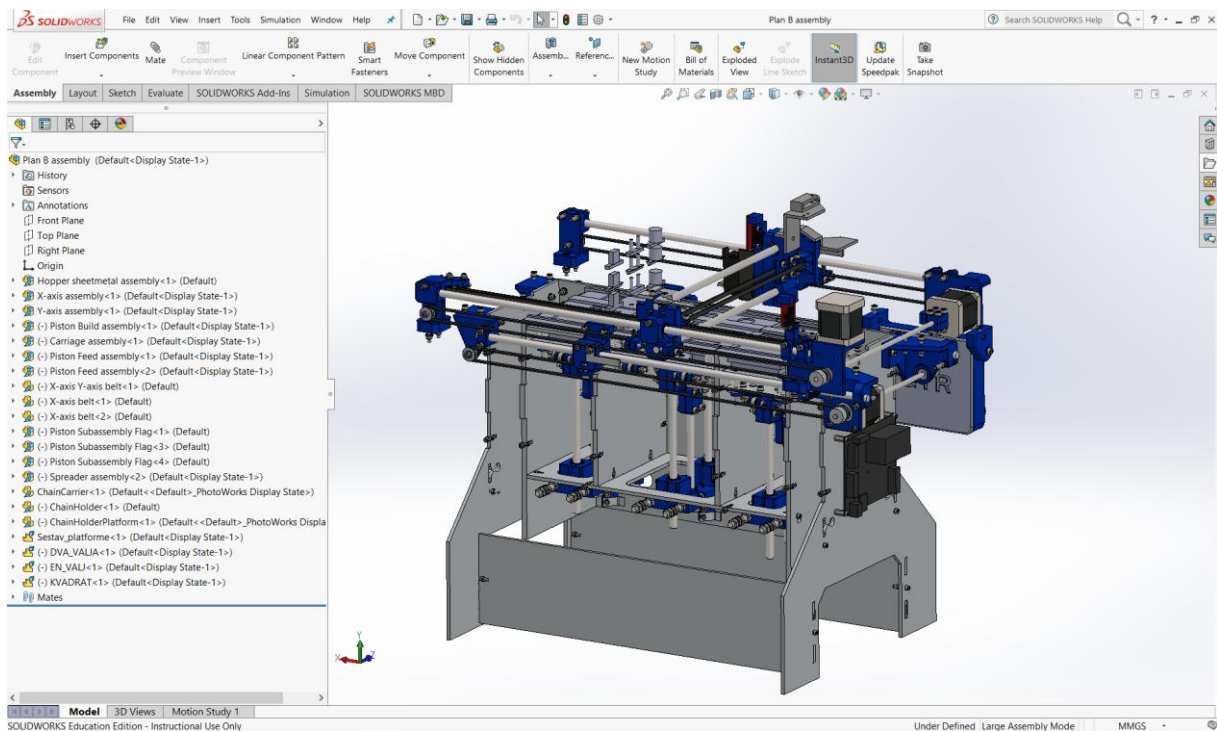 SOLIDWORKS File Edit View Insert Tools Simulation Window Help Plan B assembly Search SOLIDWORKS Help
Edit Component Insert Components Mate Component Preview Window Linear Component Pattern Smart Fasteners Move Component Show Hidden Components Assemb... Referenc... New Motion Study Bill of Materials Exploded View Explode Line Sketch Instant3D Update Speedpak Take Snapshot
Assembly Layout Sketch Evaluate SOLIDWORKS Add-Ins Simulation SOLIDWORKS MBD
Plan B assembly (Default<Display State-1>)
History
Sensors
Annotations
Front Plane
Top Plane
Right Plane
Origin
Hopper sheetmetal assembly<1> (Default)
X-axis assembly<1> (Default<Display State-1>)
Y-axis assembly<1> (Default<Display State-1>)
(-) Piston Build assembly<1> (Default<Display State-1>)
(-) Carriage assembly<1> (Default<Display State-1>)
(-) Piston Feed assembly<1> (Default<Display State-1>)
(-) Piston Feed assembly<2> (Default<Display State-1>)
(-) X-axis Y-axis belt<1> (Default)
(-) X-axis belt<1> (Default)
(-) X-axis belt<2> (Default)
(-) Piston Subassembly Flag<1> (Default)
(-) Piston Subassembly Flag<3> (Default)
(-) Piston Subassembly Flag<4> (Default)
(-) Spreader assembly<2> (Default<Display State-1>)
ChainCarrier<1> (Default<<Default>_PhotoWorks Display State>)
(-) ChainHolder<1> (Default)
(-) ChainHolderPlatform<1> (Default<<Default>_PhotoWorks Displa
Sestav_platforme<1> (Default<Display State-1>)
(-) DVA_VALJA<1> (Default<Display State-1>)
(-) EN_VALJ<1> (Default<Display State-1>)
(-) KVADRAT<1> (Default<Display State-1>)
Mates
Y
X
Z
Model 3D Views Motion Study 1
SOLIDWORKS Education Edition - Instructional Use Only Under Defined Large Assembly Mode MMGS